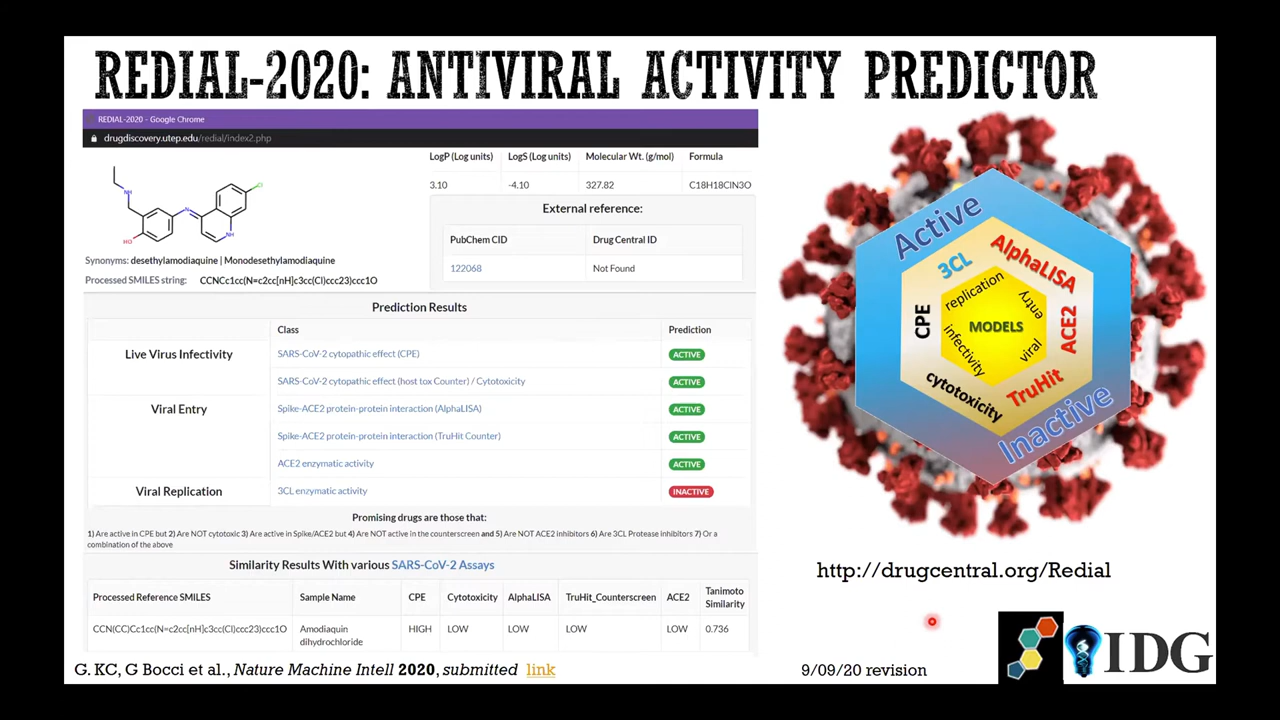 REDIAL-2020: ANTIVIRAL ACTIVITY PREDICTOR
REDIAL-2020 - Google Chrome
drugdiscovery.utep.edu/redial/index2.php
LogP (Log units) LogS (Log units) Molecular Wt. (g/mol) Formula
3.10 -4.10 327.82 C18H18ClN3O
External reference:
PubChem CID Drug Central ID
122068 Not Found
NH
N
Cl
HO
NH
Synonyms: desethylamodiaquine | Monodesethylamodiaquine
Processed SMILES string: CCNCc1cc(N=c2cc[nH]c3cc(Cl)ccc23)ccc1O
Prediction Results
Class Prediction
Live Virus Infectivity SARS-CoV-2 cytopathic effect (CPE) ACTIVE
SARS-CoV-2 cytopathic effect (host tox Counter) / Cytotoxicity ACTIVE
Viral Entry Spike-ACE2 protein-protein interaction (AlphaLISA) ACTIVE
Spike-ACE2 protein-protein interaction (TruHit Counter) ACTIVE
ACE2 enzymatic activity ACTIVE
Viral Replication 3CL enzymatic activity INACTIVE
Promising drugs are those that:
1) Are active in CPE but 2) Are NOT cytotoxic 3) Are active in Spike/ACE2 but 4) Are NOT active in the counterscreen and 5) Are NOT ACE2 inhibitors 6) Are 3CL Protease inhibitors 7) Or a
combination of the above
Similarity Results With various SARS-CoV-2 Assays
Processed Reference SMILES Sample Name CPE Cytotoxicity AlphaLISA TruHit_Counterscreen ACE2 Tanimoto
Similarity
CCN(CC)Cc1cc(N=c2cc[nH]c3cc(Cl)ccc23)ccc1O Amodiaquin HIGH LOW LOW LOW LOW 0.736
dihydrochloride
Active
3CL
AlphaLISA
replication
entry
CPE
MODELS
ACE2
infectivity
viral
cytotoxicity
TruHit
Inactive
http://drugcentral.org/Redial
G. KC, G Bocci et al., Nature Machine Intell 2020, submitted link
9/09/20 revision
IDG